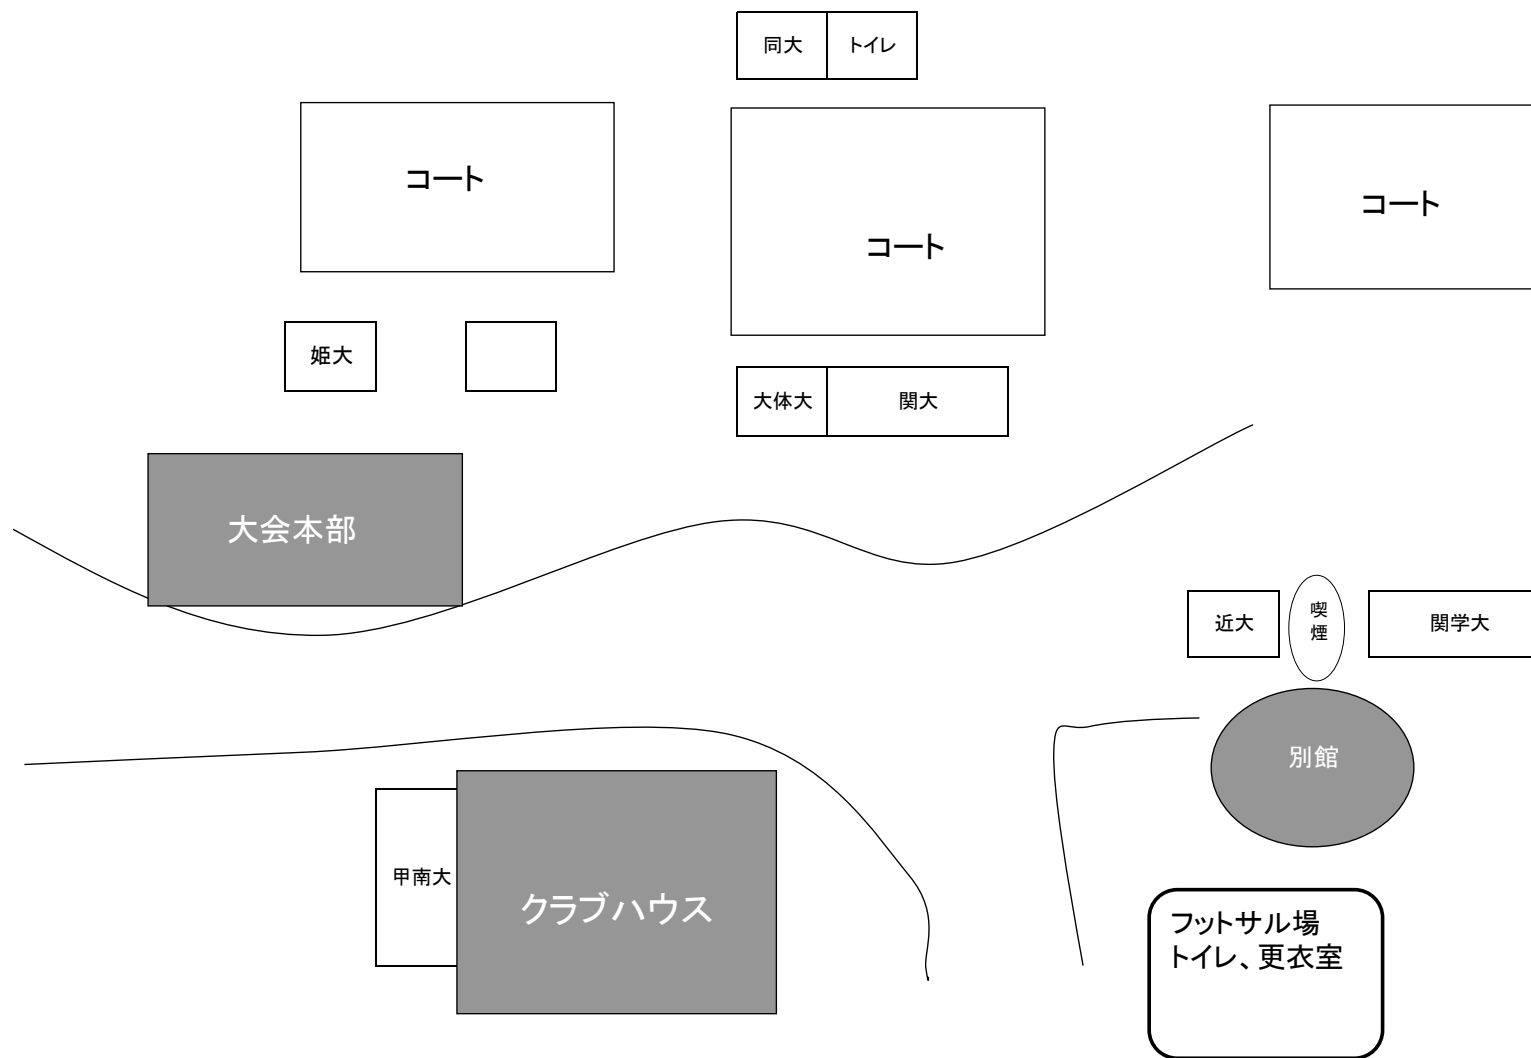 同大
トイレ
コート
コート
コート
姫大
大体大
関大
大会本部
近大
喫
煙
関学大
別館
甲南大
クラブハウス
フットサル場
トイレ、更衣室